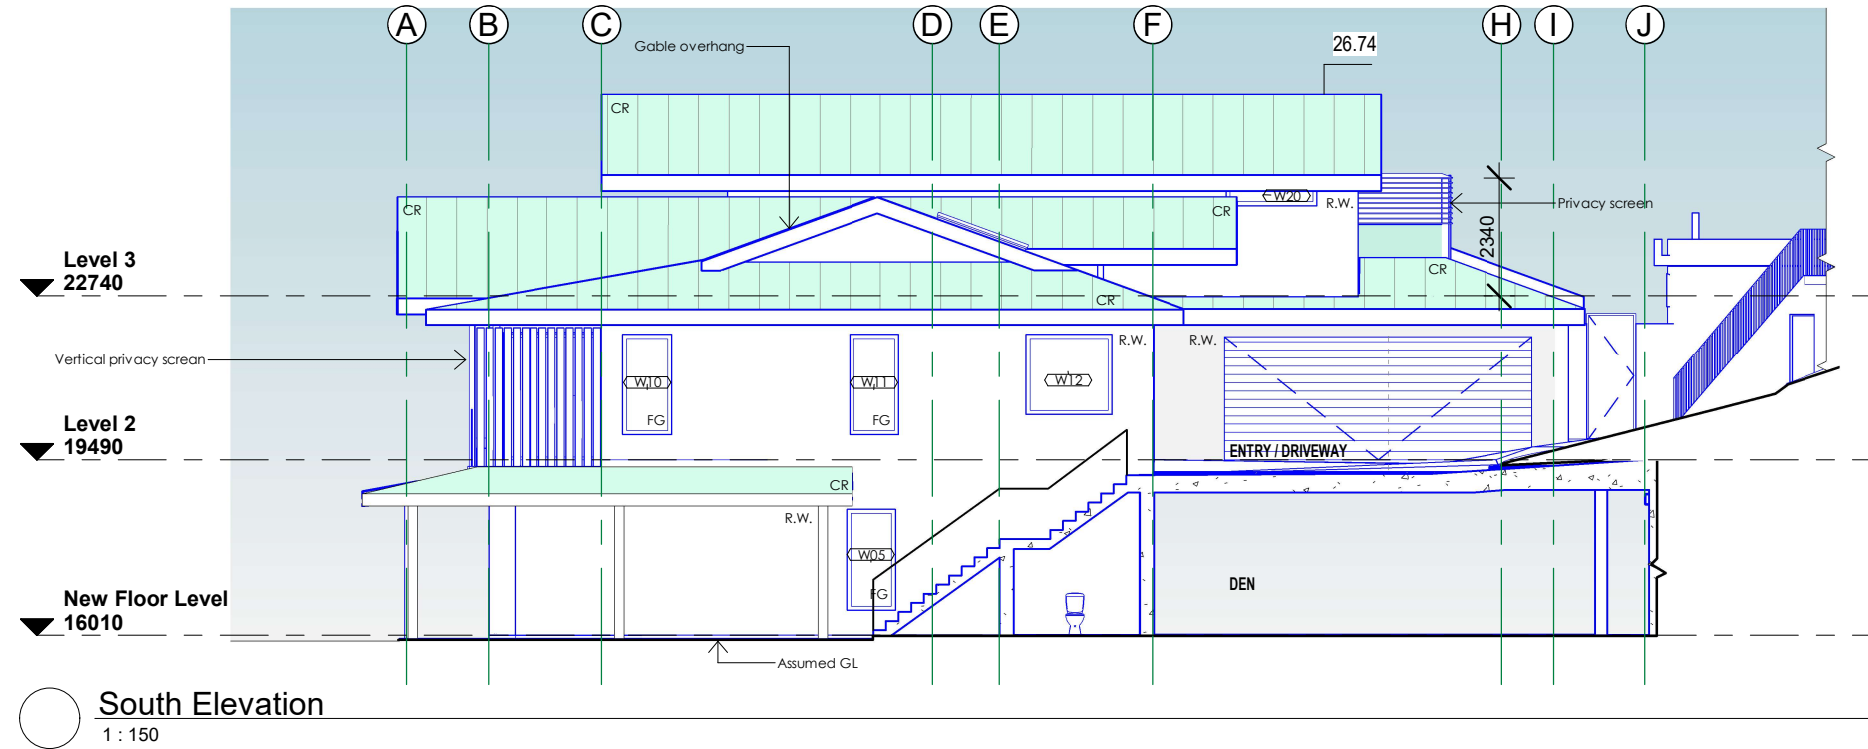 A B C D E F H I J
Gable overhang
26.74
CR
CR
CR
W20
R.W.
Privacy screen
2340
Level 3
22740
CR
CR
Vertical privacy screan
R.W.
R.W.
W10
W11
W12
FG
FG
Level 2
19490
ENTRY / DRIVEWAY
CR
R.W.
W05
FG
DEN
New Floor Level
16010
Assumed GL
South Elevation
1 : 150